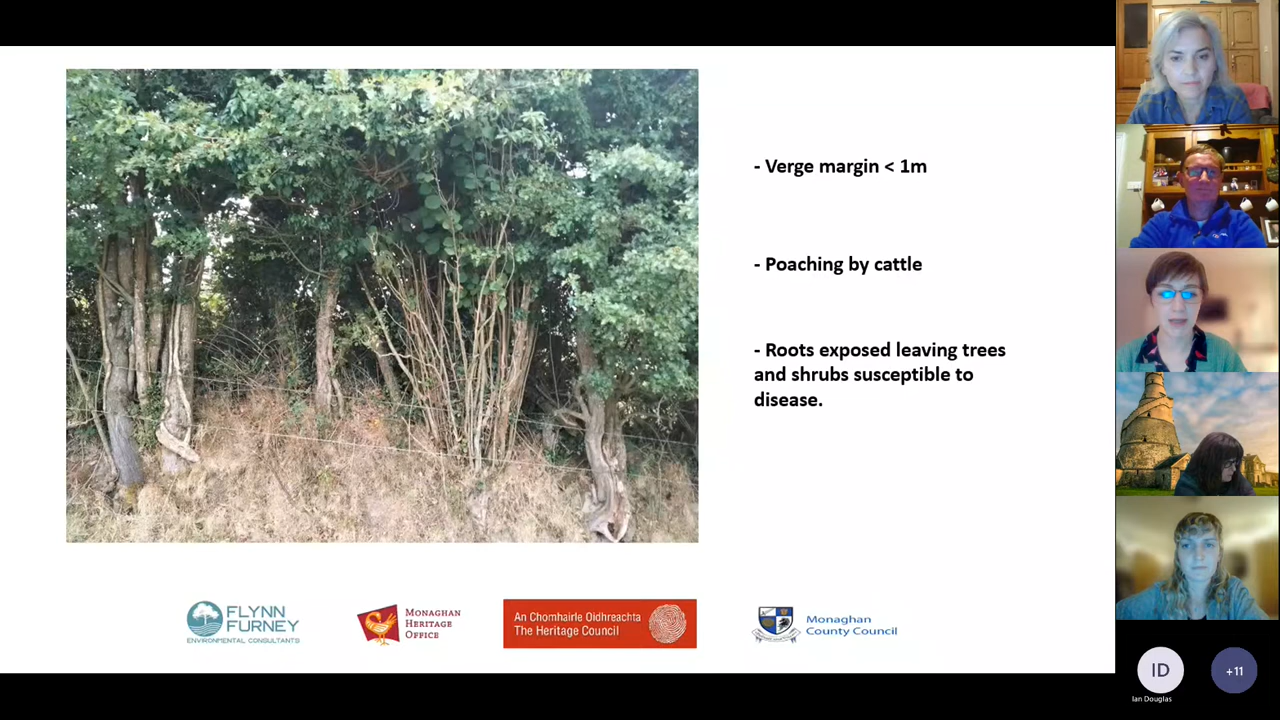 - Verge margin < 1m
- Poaching by cattle
- Roots exposed leaving trees
and shrubs susceptible to
disease.
FLYNN
FURNEY
ENVIRONMENTAL CONSULTANTS
MONAGHAN
HERITAGE
OFFICE
An Chomhairle Oidhreachta
The Heritage Council
Monaghan
County Council
ID
+11
Ian Douglas